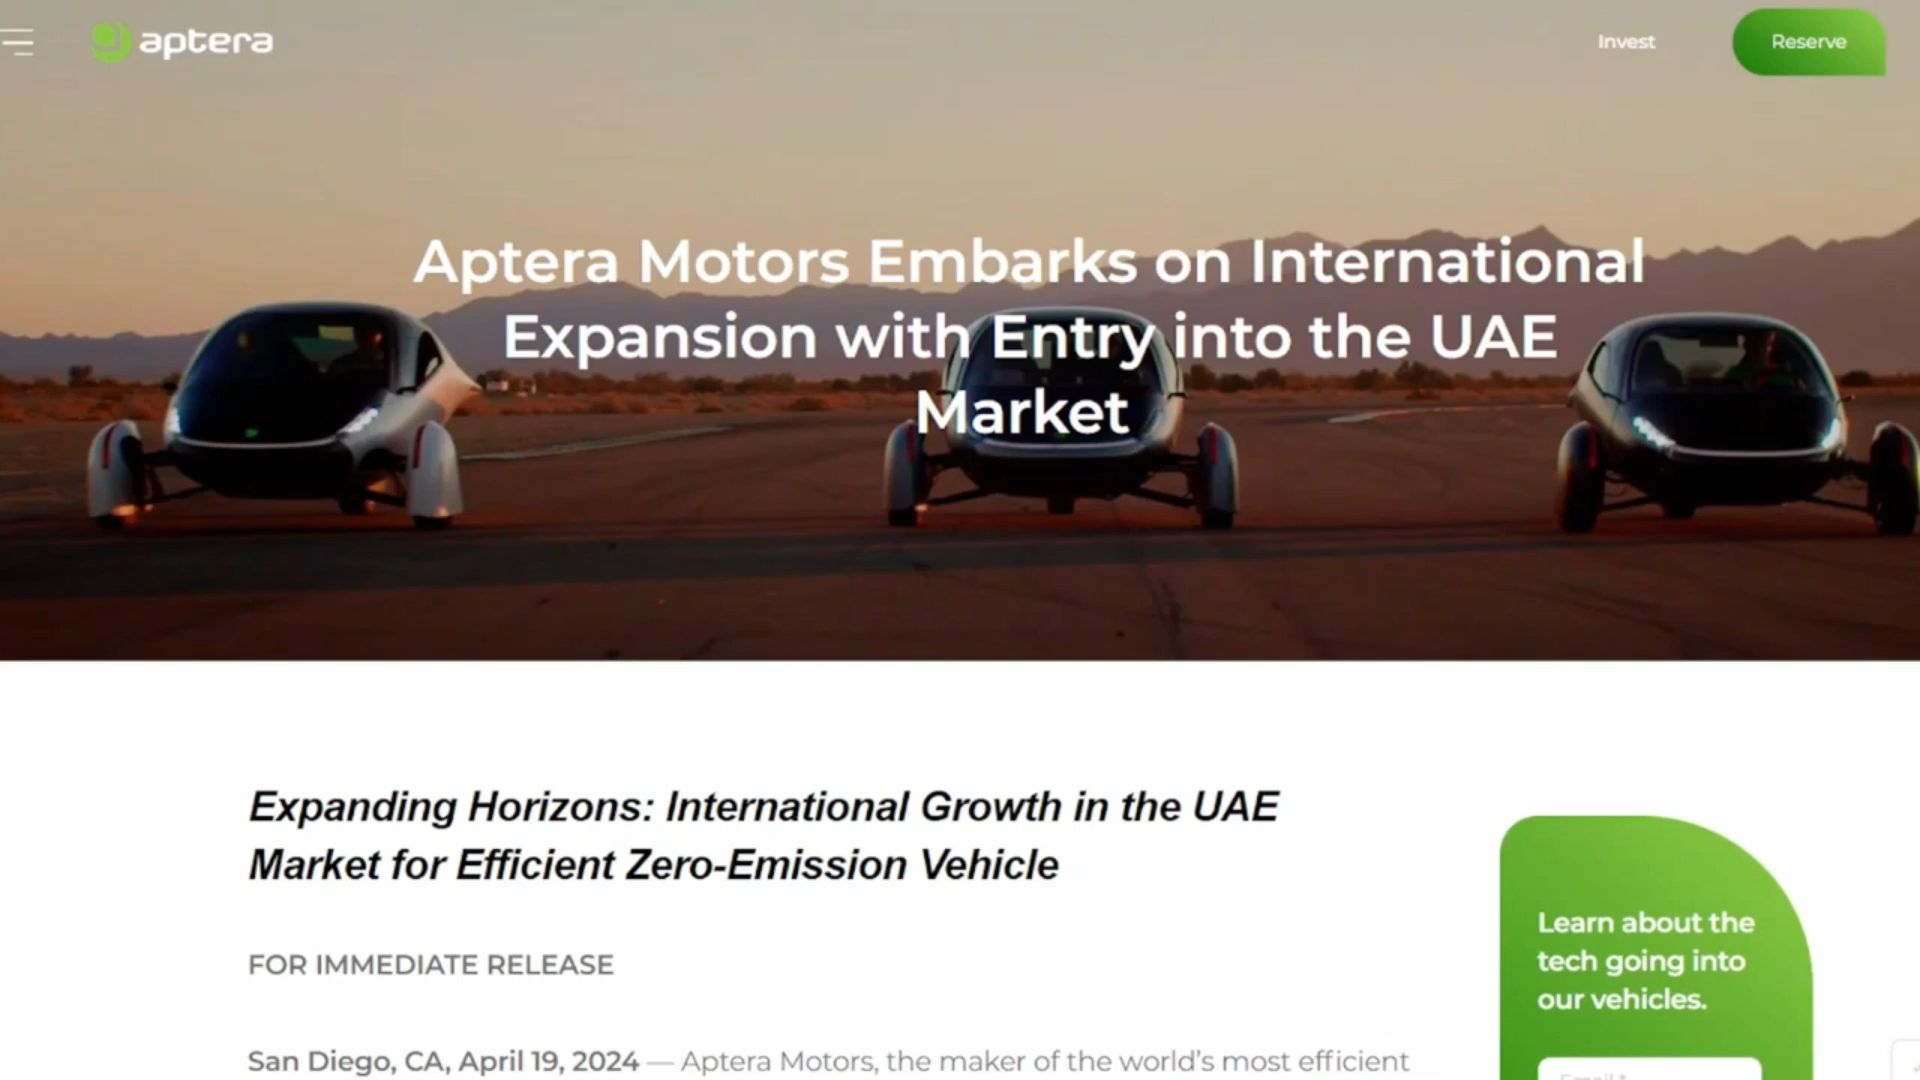 aptera
Invest
Reserve
Aptera Motors Embarks on International
Expansion with Entry into the UAE
Market
Expanding Horizons: International Growth in the UAE
Market for Efficient Zero-Emission Vehicle
FOR IMMEDIATE RELEASE
San Diego, CA, April 19, 2024 — Aptera Motors, the maker of the world's most efficient
Learn about the
tech going into
our vehicles.